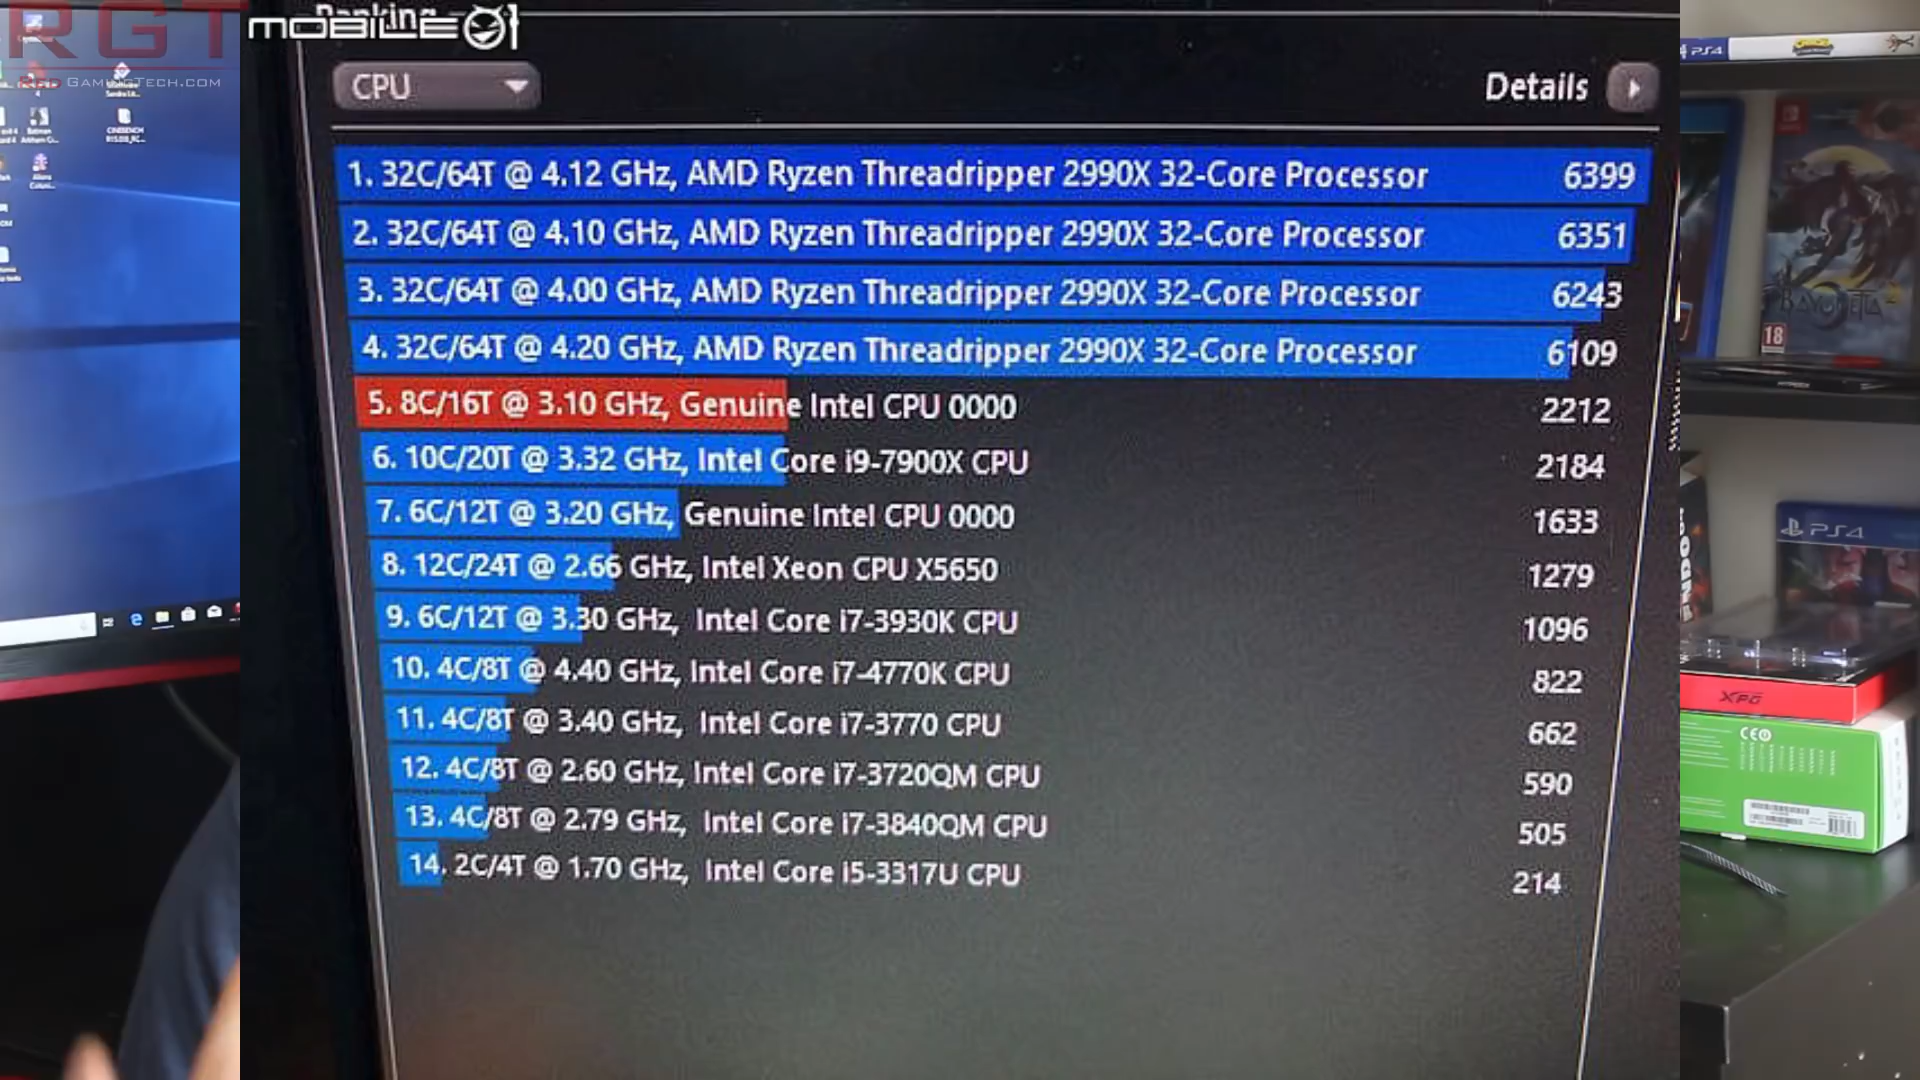 RGT
RED GAMINGTECH.COM
Ranking
MOBILE01
CPU
Details
1. 32C/64T @ 4.12 GHz, AMD Ryzen Threadripper 2990X 32-Core Processor 6399
2. 32C/64T @ 4.10 GHz, AMD Ryzen Threadripper 2990X 32-Core Processor 6351
3. 32C/64T @ 4.00 GHz, AMD Ryzen Threadripper 2990X 32-Core Processor 6243
4. 32C/64T @ 4.20 GHz, AMD Ryzen Threadripper 2990X 32-Core Processor 6109
5. 8C/16T @ 3.10 GHz, Genuine Intel CPU 0000 2212
6. 10C/20T @ 3.32 GHz, Intel Core i9-7900X CPU 2184
7. 6C/12T @ 3.20 GHz, Genuine Intel CPU 0000 1633
8. 12C/24T @ 2.66 GHz, Intel Xeon CPU X5650 1279
9. 6C/12T @ 3.30 GHz, Intel Core i7-3930K CPU 1096
10. 4C/8T @ 4.40 GHz, Intel Core i7-4770K CPU 822
11. 4C/8T @ 3.40 GHz, Intel Core i7-3770 CPU 662
12. 4C/8T @ 2.60 GHz, Intel Core i7-3720QM CPU 590
13. 4C/8T @ 2.79 GHz, Intel Core i7-3840QM CPU 505
14. 2C/4T @ 1.70 GHz, Intel Core i5-3317U CPU 214
PS4
BAYONETTA
18
PS4
XPG
CE